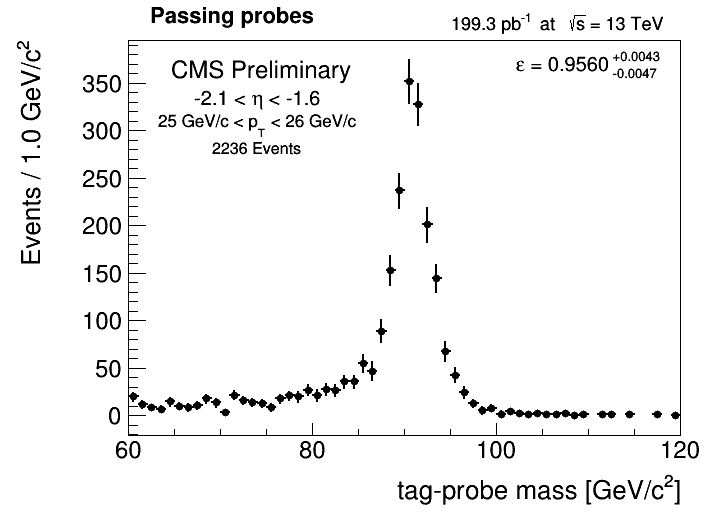 Passing probes
199.3 pb⁻¹ at √s = 13 TeV
CMS Preliminary
ε = 0.9560 +0.0043 -0.0047
-2.1 < η < -1.6
25 GeV/c < p_T < 26 GeV/c
2236 Events
Events / 1.0 GeV/c²
350
300
250
200
150
100
50
0
60 80 100 120
tag-probe mass [GeV/c²]